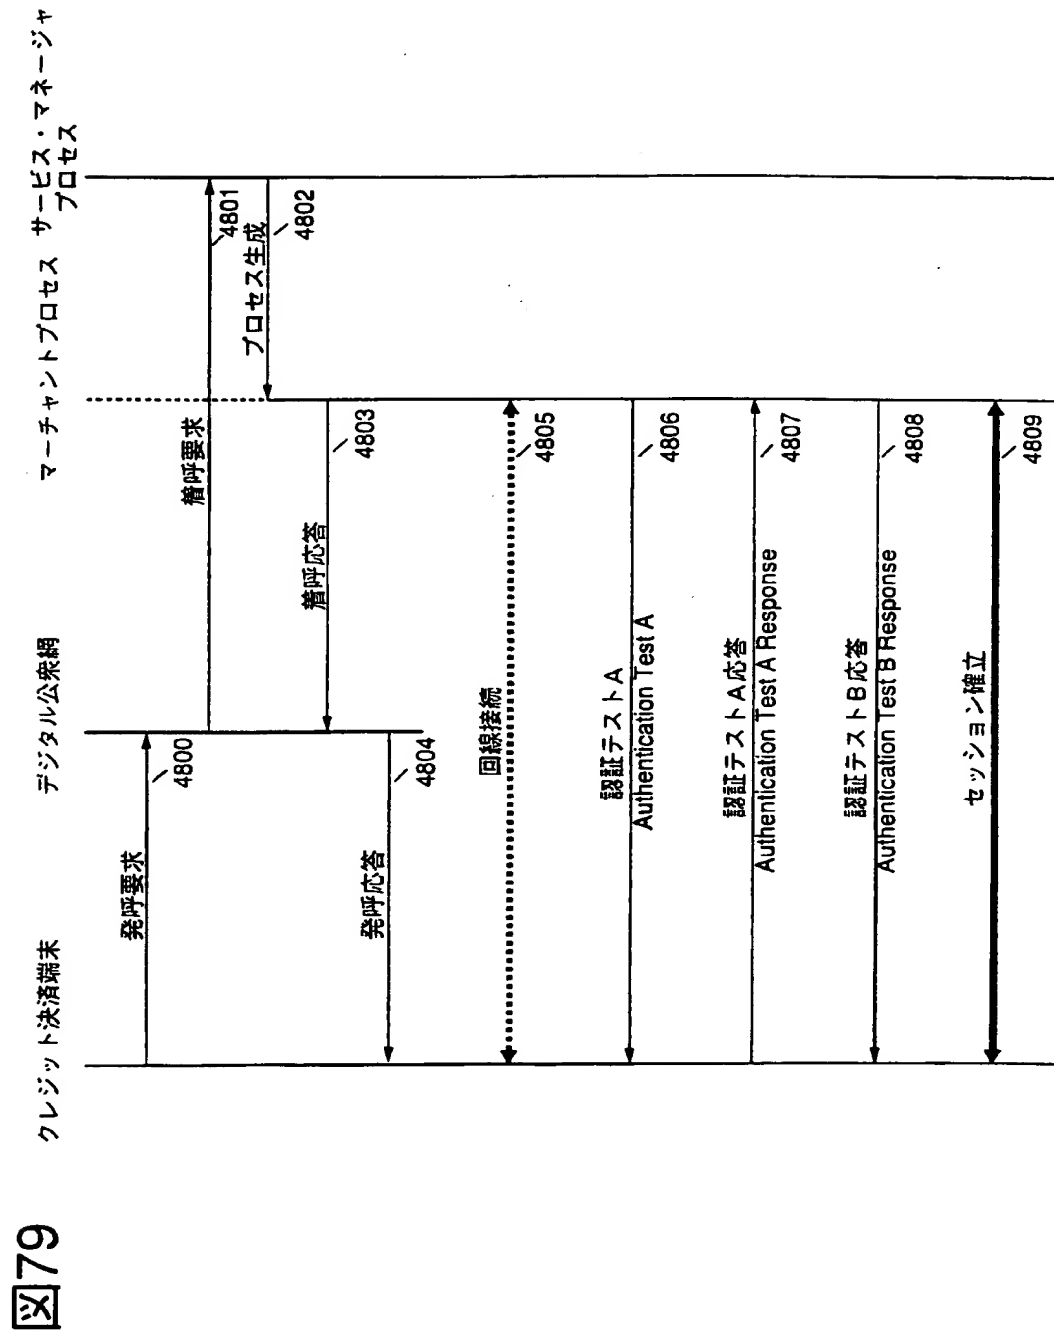 図79
クレジット決済端末
デジタル公衆網
マーチャントプロセス
サービス・マネージャ
プロセス
発呼要求
4800
着呼要求
4801
プロセス生成
4802
着呼応答
4803
発呼応答
4804
回線接続
4805
認証テストA
Authentication Test A
4806
認証テストA応答
Authentication Test A Response
4807
認証テストB応答
Authentication Test B Response
4808
セッション確立
4809